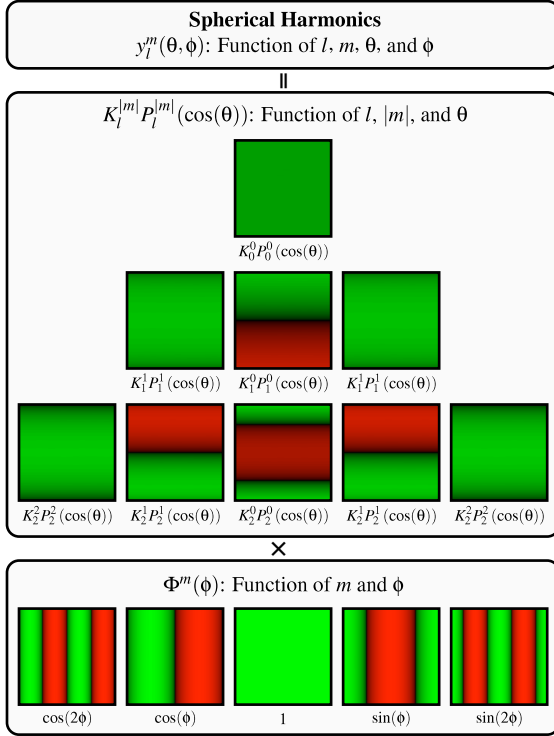 Spherical Harmonics
y_l^m(θ,ϕ): Function of l, m, θ, and ϕ
=
K_l^{|m|} P_l^{|m|}(cos(θ)): Function of l, |m|, and θ
K_0^0 P_0^0 (cos(θ))
K_1^1 P_1^1 (cos(θ)) K_1^0 P_1^0 (cos(θ)) K_1^1 P_1^1 (cos(θ))
K_2^2 P_2^2 (cos(θ)) K_2^1 P_2^1 (cos(θ)) K_2^0 P_2^0 (cos(θ)) K_2^1 P_2^1 (cos(θ)) K_2^2 P_2^2 (cos(θ))
×
Φ^m(ϕ): Function of m and ϕ
cos(2ϕ) cos(ϕ) 1 sin(ϕ) sin(2ϕ)